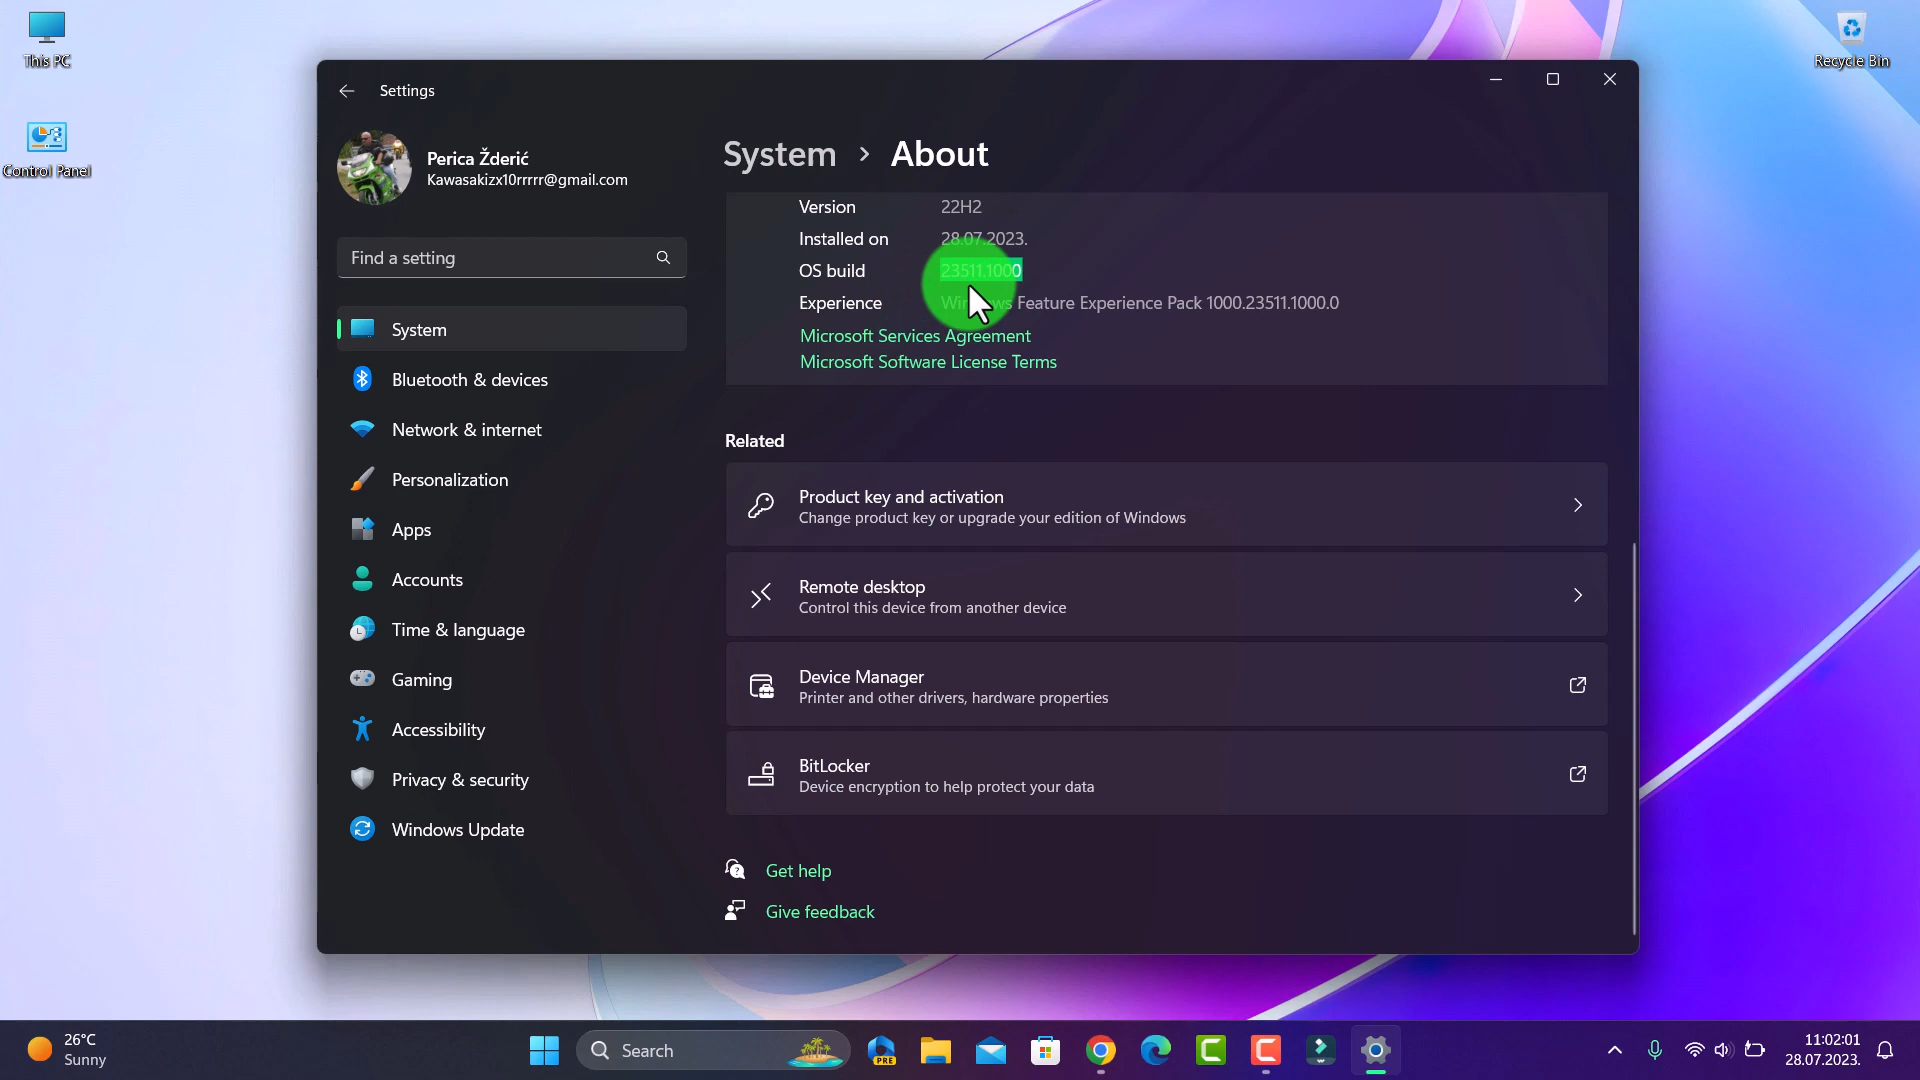 This PC
Control Panel
Recycle Bin
Settings
Perica Žderić
Kawasakizx10rrrrr@gmail.com
Find a setting
System
Bluetooth & devices
Network & internet
Personalization
Apps
Accounts
Time & language
Gaming
Accessibility
Privacy & security
Windows Update
System > About
Version 22H2
Installed on 28.07.2023.
OS build 23511.1000
Experience Windows Feature Experience Pack 1000.23511.1000.0
Microsoft Services Agreement
Microsoft Software License Terms
Related
Product key and activation
Change product key or upgrade your edition of Windows
Remote desktop
Control this device from another device
Device Manager
Printer and other drivers, hardware properties
BitLocker
Device encryption to help protect your data
Get help
Give feedback
26°C
Sunny
Search
PRE
11:02:01
28.07.2023.